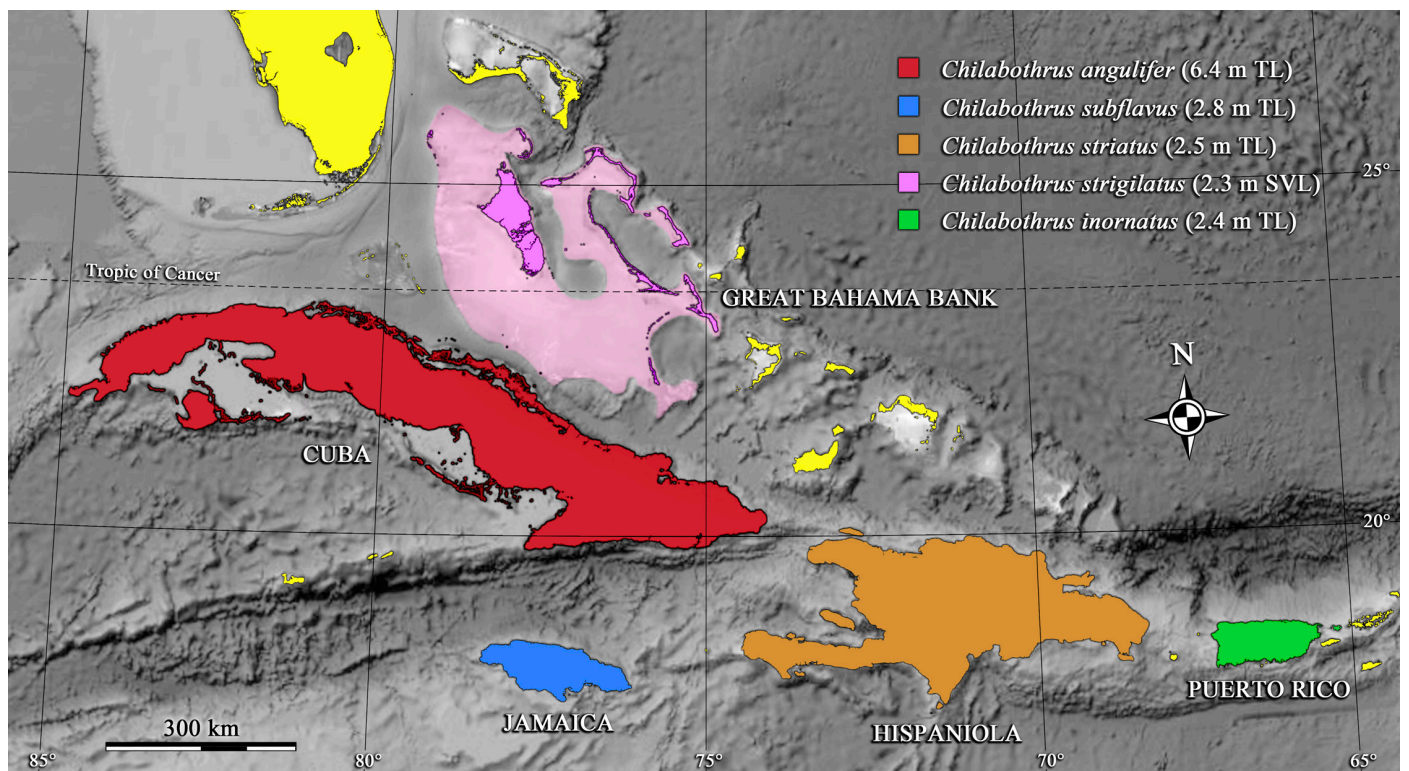 Chilabothrus angulifer (6.4 m TL)
Chilabothrus subflavus (2.8 m TL)
Chilabothrus striatus (2.5 m TL)
Chilabothrus strigilatus (2.3 m SVL)
Chilabothrus inornatus (2.4 m TL)
25°
Tropic of Cancer
GREAT BAHAMA BANK
N
CUBA
20°
PUERTO RICO
JAMAICA
HISPANIOLA
300 km
85°
80°
75°
70°
65°